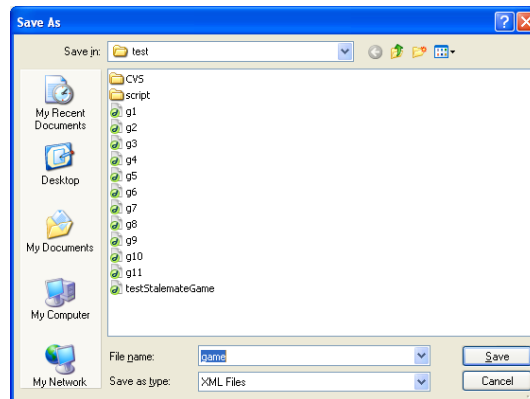 Save As
Save in:
test
CVS
script
g1
g2
g3
g4
g5
g6
g7
g8
g9
g10
g11
testStalemateGame
My Recent
Documents
Desktop
My Documents
My Computer
My Network
File name:
game
Save
Save as type:
XML Files
Cancel